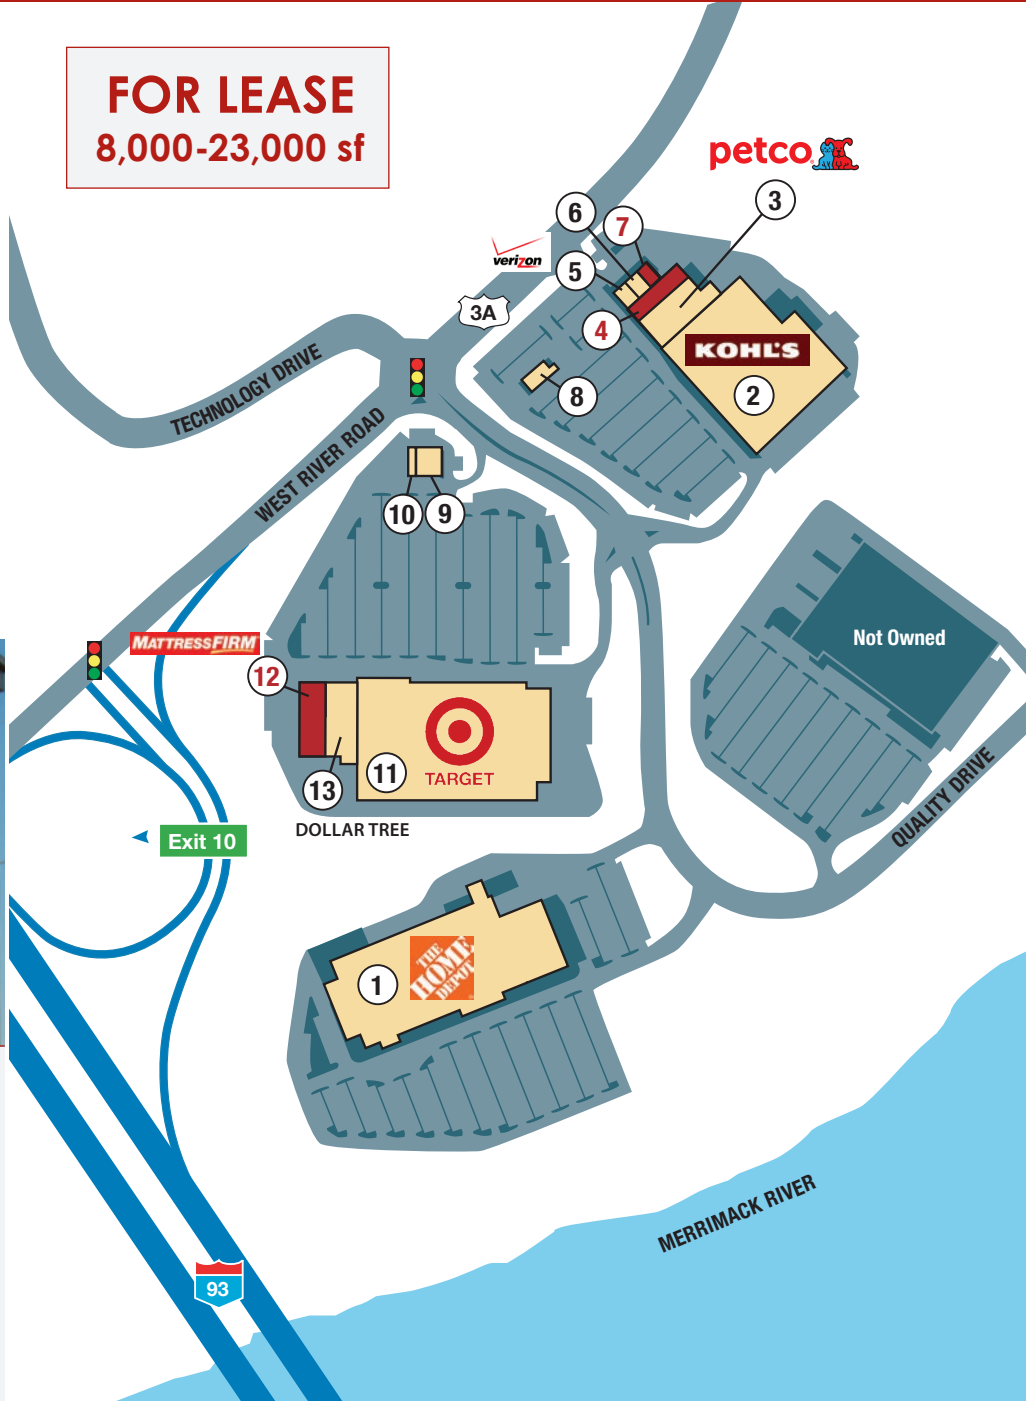 FOR LEASE
8,000-23,000 sf
petco
3
6
7
verizon
5
3A
4
KOHL'S
8
2
TECHNOLOGY DRIVE
WEST RIVER ROAD
10
9
Not Owned
MATTRESSFIRM
12
11
TARGET
13
DOLLAR TREE
Exit 10
QUALITY DRIVE
1
THE
HOME
DEPOT
MERRIMACK RIVER
93